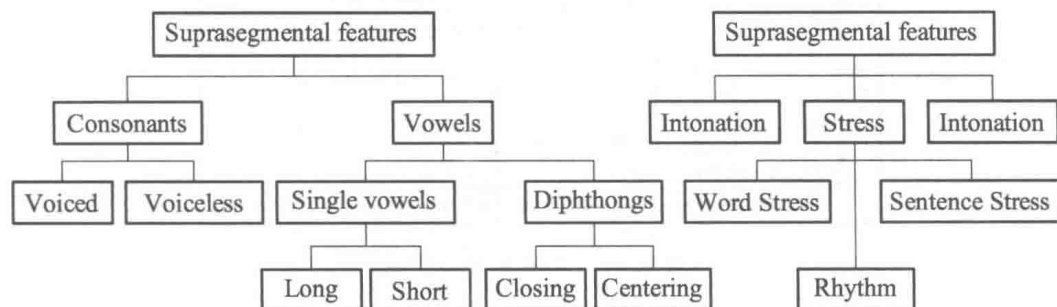 Suprasegmental features Suprasegmental features
Consonants Vowels Intonation Stress Intonation
Voiced Voiceless Single vowels Diphthongs Word Stress Sentence Stress
Long Short Closing Centering Rhythm